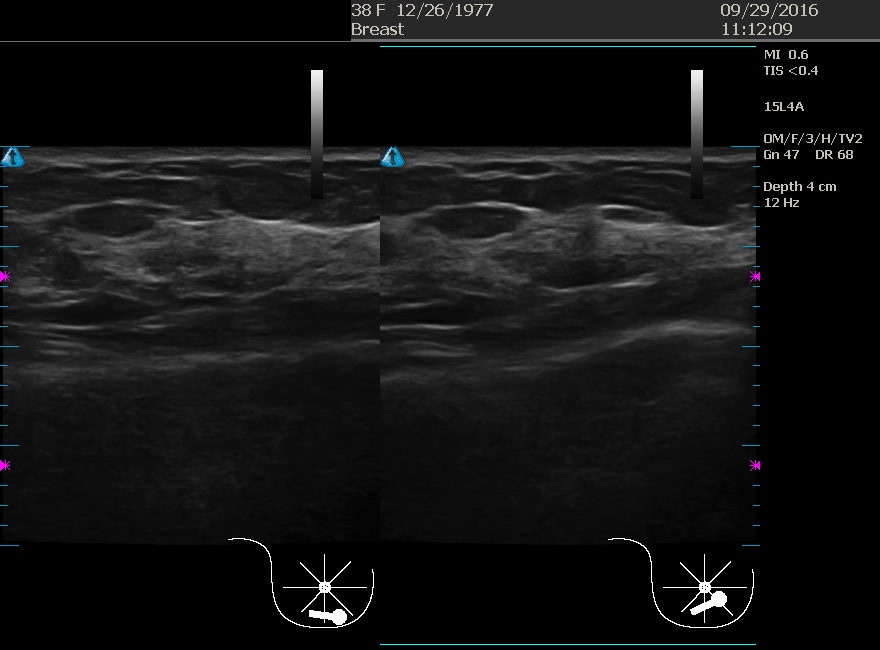 38 F 12/26/1977 09/29/2016
Breast 11:12:09
MI 0.6
TIS <0.4
15L4A
OM/F/3/H/TV2
Gn 47 DR 68
Depth 4 cm
12 Hz